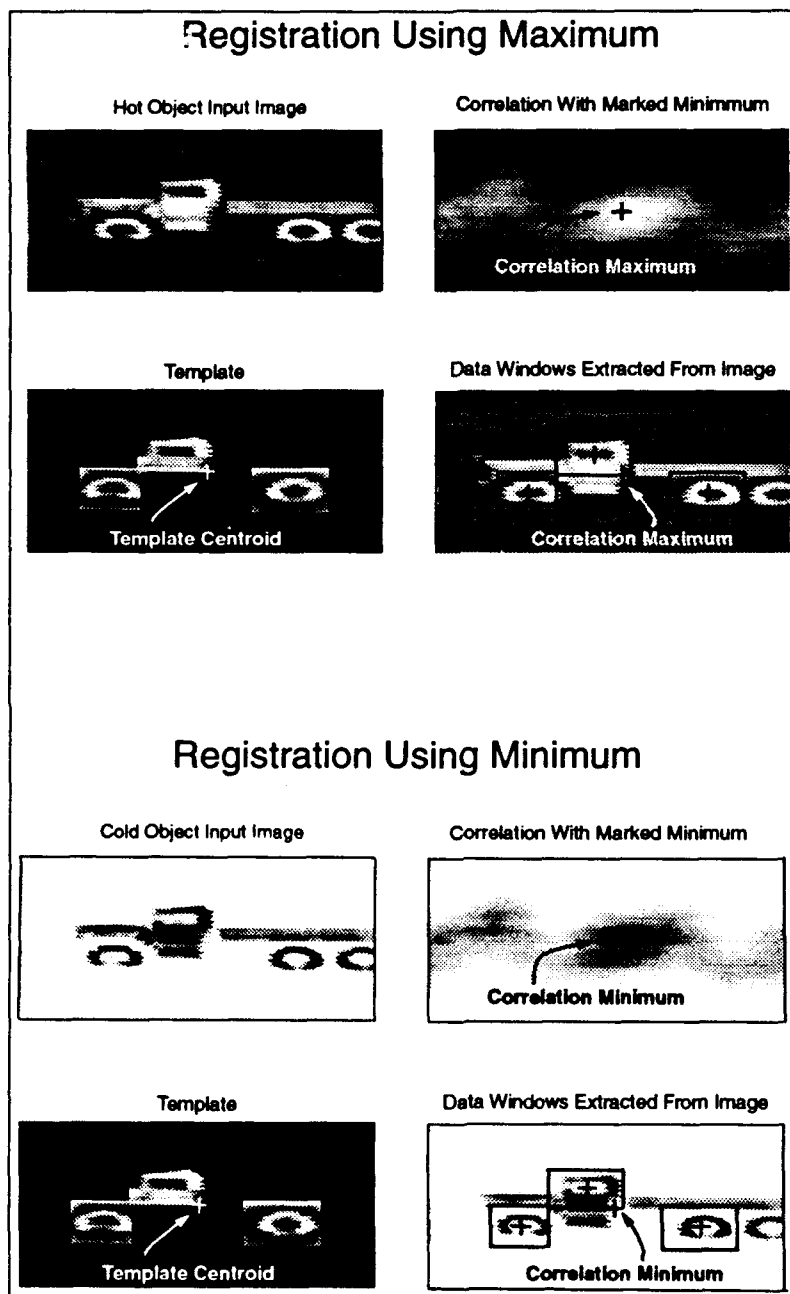 Registration Using Maximum
Hot Object Input Image
Correlation With Marked Minimmum
Correlation Maximum
Template
Data Windows Extracted From Image
Template Centroid
Correlation Maximum
Registration Using Minimum
Cold Object Input Image
Correlation With Marked Minimum
Correlation Minimum
Template
Data Windows Extracted From Image
Template Centroid
Correlation Minimum